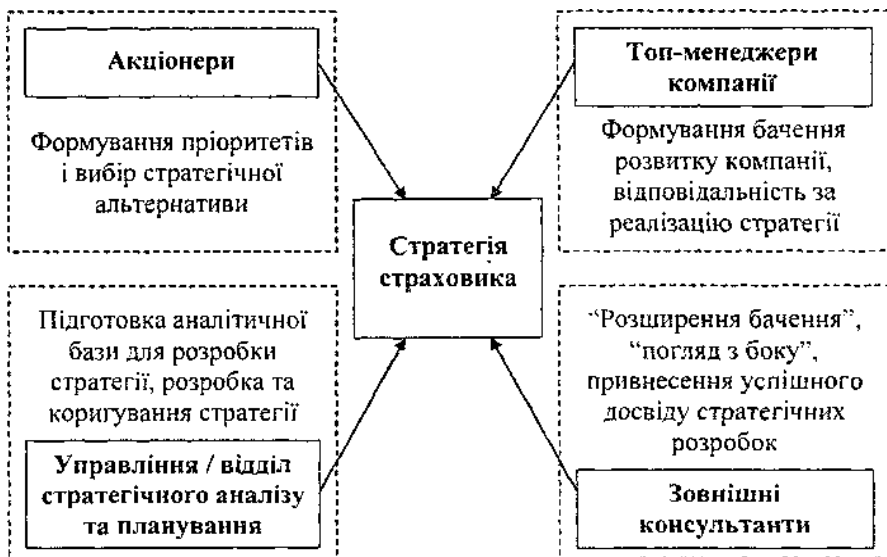 Акціонери
Формування пріоритетів
і вибір стратегічної
альтернативи
Топ-менеджери
компанії
Формування бачення
розвитку компанії,
відповідальність за
реалізацію стратегії
Стратегія
страховика
Підготовка аналітичної
бази для розробки
стратегії, розробка та
коригування стратегії
Управління / відділ
стратегічного аналізу
та планування
“Розширення бачення”,
“погляд з боку”,
привнесення успішного
досвіду стратегічних
розробок
Зовнішні
консультанти